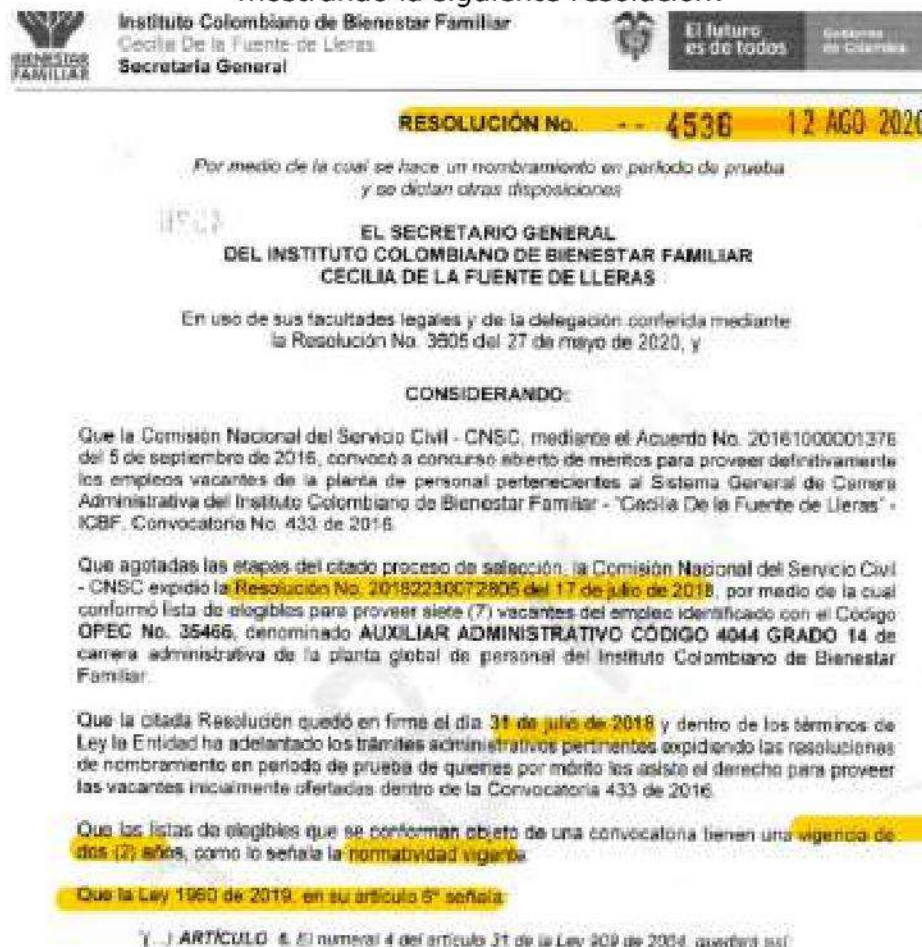 mostrando la siguiente resolución:
BIENESTAR
FAMILIAR
Instituto Colombiano de Bienestar Familiar
Cecilia De la Fuente de Lleras
Secretaria General
El futuro
es de todos
Gobierno
de Colombia
RESOLUCIÓN No. -- 4536 12 AGO 2020
Por medio de la cual se hace un nombramiento en periodo de prueba
y se dictan otras disposiciones
EL SECRETARIO GENERAL
DEL INSTITUTO COLOMBIANO DE BIENESTAR FAMILIAR
CECILIA DE LA FUENTE DE LLERAS
En uso de sus facultades legales y de la delegación conferida mediante
la Resolución No. 3605 del 27 de mayo de 2020, y
CONSIDERANDO:
Que la Comisión Nacional del Servicio Civil - CNSC, mediante el Acuerdo No. 20161000001376
del 5 de septiembre de 2016, convocó a concurso abierto de meritos para proveer definitivamente
los empleos vacantes de la planta de personal pertenecientes al Sistema General de Carrera
Administrativa del Instituto Colombiano de Bienestar Familiar - "Cecilia De la Fuente de Lleras" -
ICBF, Convocatoria No. 433 de 2016.
Que agotadas las etapas del citado proceso de selección, la Comisión Nacional del Servicio Civil
- CNSC expidió la Resolución No. 20182230072805 del 17 de julio de 2018, por medio de la cual
conformó lista de elegibles para proveer siete (7) vacantes del empleo identificado con el Código
OPEC No. 35466, denominado AUXILIAR ADMINISTRATIVO CÓDIGO 4044 GRADO 14 de
carrera administrativa de la planta global de personal del Instituto Colombiano de Bienestar
Familiar.
Que la citada Resolución quedó en firme el día 31 de julio de 2018 y dentro de los términos de
Ley la Entidad ha adelantado los trámites administrativos pertinentes expidiendo las resoluciones
de nombramiento en periodo de prueba de quienes por mérito les asiste el derecho para proveer
las vacantes inicialmente ofertadas dentro de la Convocatoria 433 de 2016.
Que las listas de elegibles que se conforman objeto de una convocatoria tienen una vigencia de
dos (2) años, como lo señala la normatividad vigente.
Que la Ley 1960 de 2019, en su artículo 6° señala:
"(...) ARTÍCULO 6. El numeral 4 del artículo 31 de la Ley 909 de 2004, quedará así: